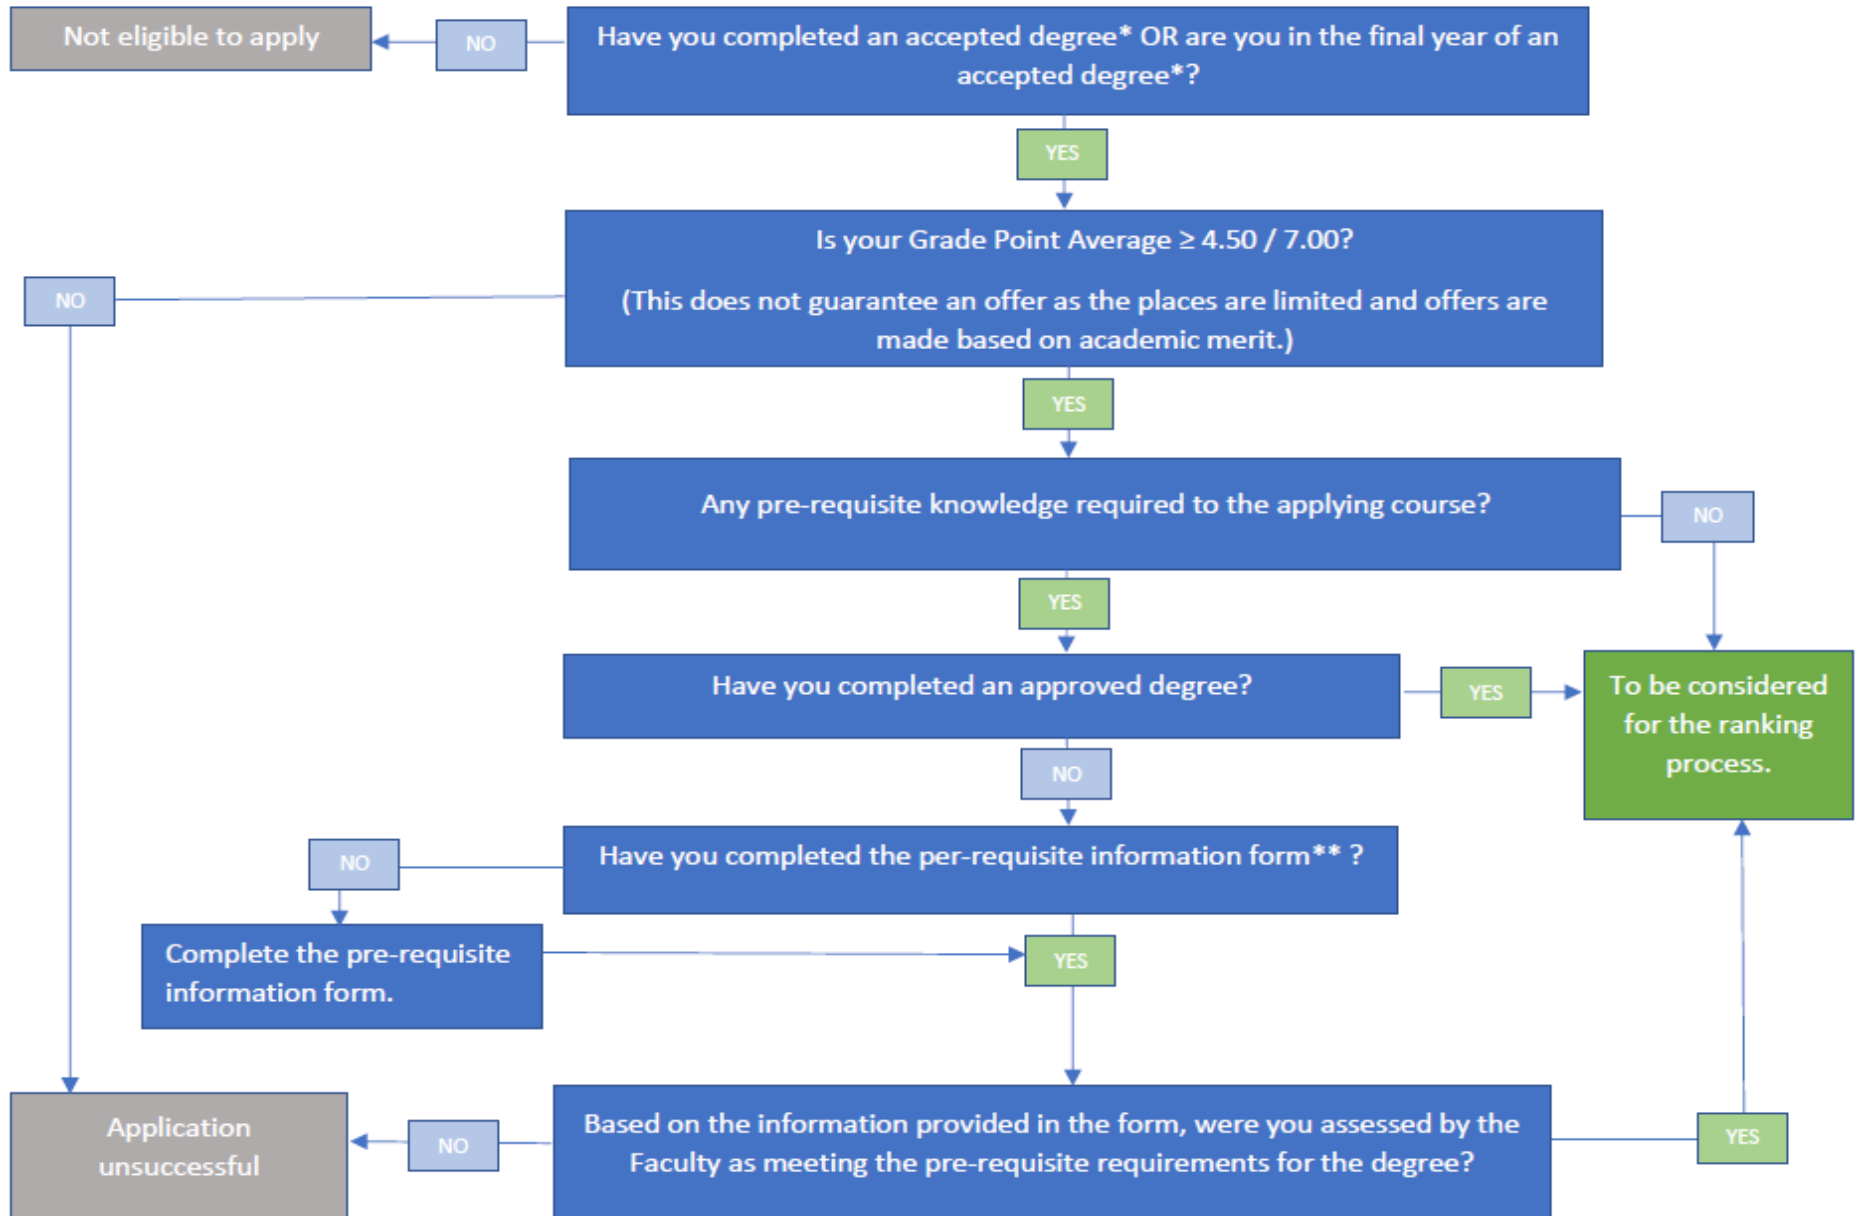 Not eligible to apply
NO
Have you completed an accepted degree* OR are you in the final year of an
accepted degree*?
YES
Is your Grade Point Average ≥ 4.50 / 7.00?
(This does not guarantee an offer as the places are limited and offers are
made based on academic merit.)
NO
YES
Any pre-requisite knowledge required to the applying course?
NO
YES
Have you completed an approved degree?
YES
To be considered
for the ranking
process.
NO
Have you completed the per-requisite information form** ?
NO
Complete the pre-requisite
information form.
YES
Based on the information provided in the form, were you assessed by the
Faculty as meeting the pre-requisite requirements for the degree?
NO
Application
unsuccessful
YES